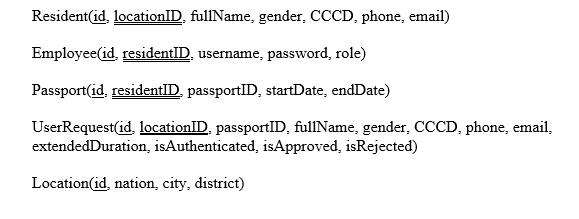 Resident(id, locationID, fullName, gender, CCCD, phone, email)
Employee(id, residentID, username, password, role)
Passport(id, residentID, passportID, startDate, endDate)
UserRequest(id, locationID, passportID, fullName, gender, CCCD, phone, email,
extendedDuration, isAuthenticated, isApproved, isRejected)
Location(id, nation, city, district)